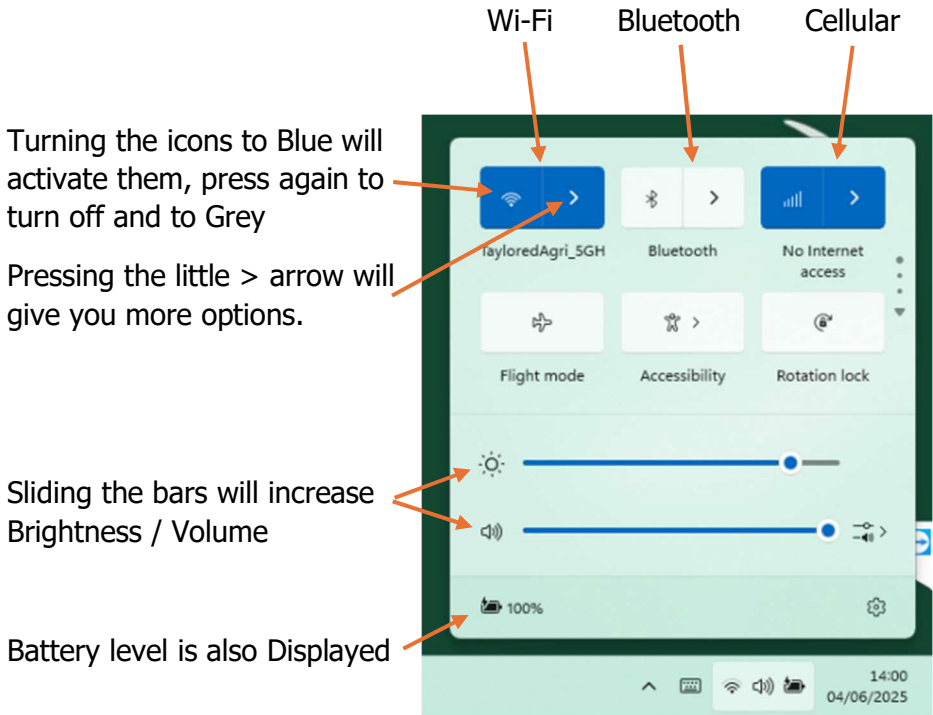 Wi-Fi Bluetooth Cellular
Turning the icons to Blue will
activate them, press again to
turn off and to Grey
Pressing the little > arrow will
give you more options.
Sliding the bars will increase
Brightness / Volume
Battery level is also Displayed
TayloredAgri_5GH Bluetooth No Internet
access
Flight mode Accessibility Rotation lock
100%
14:00
04/06/2025